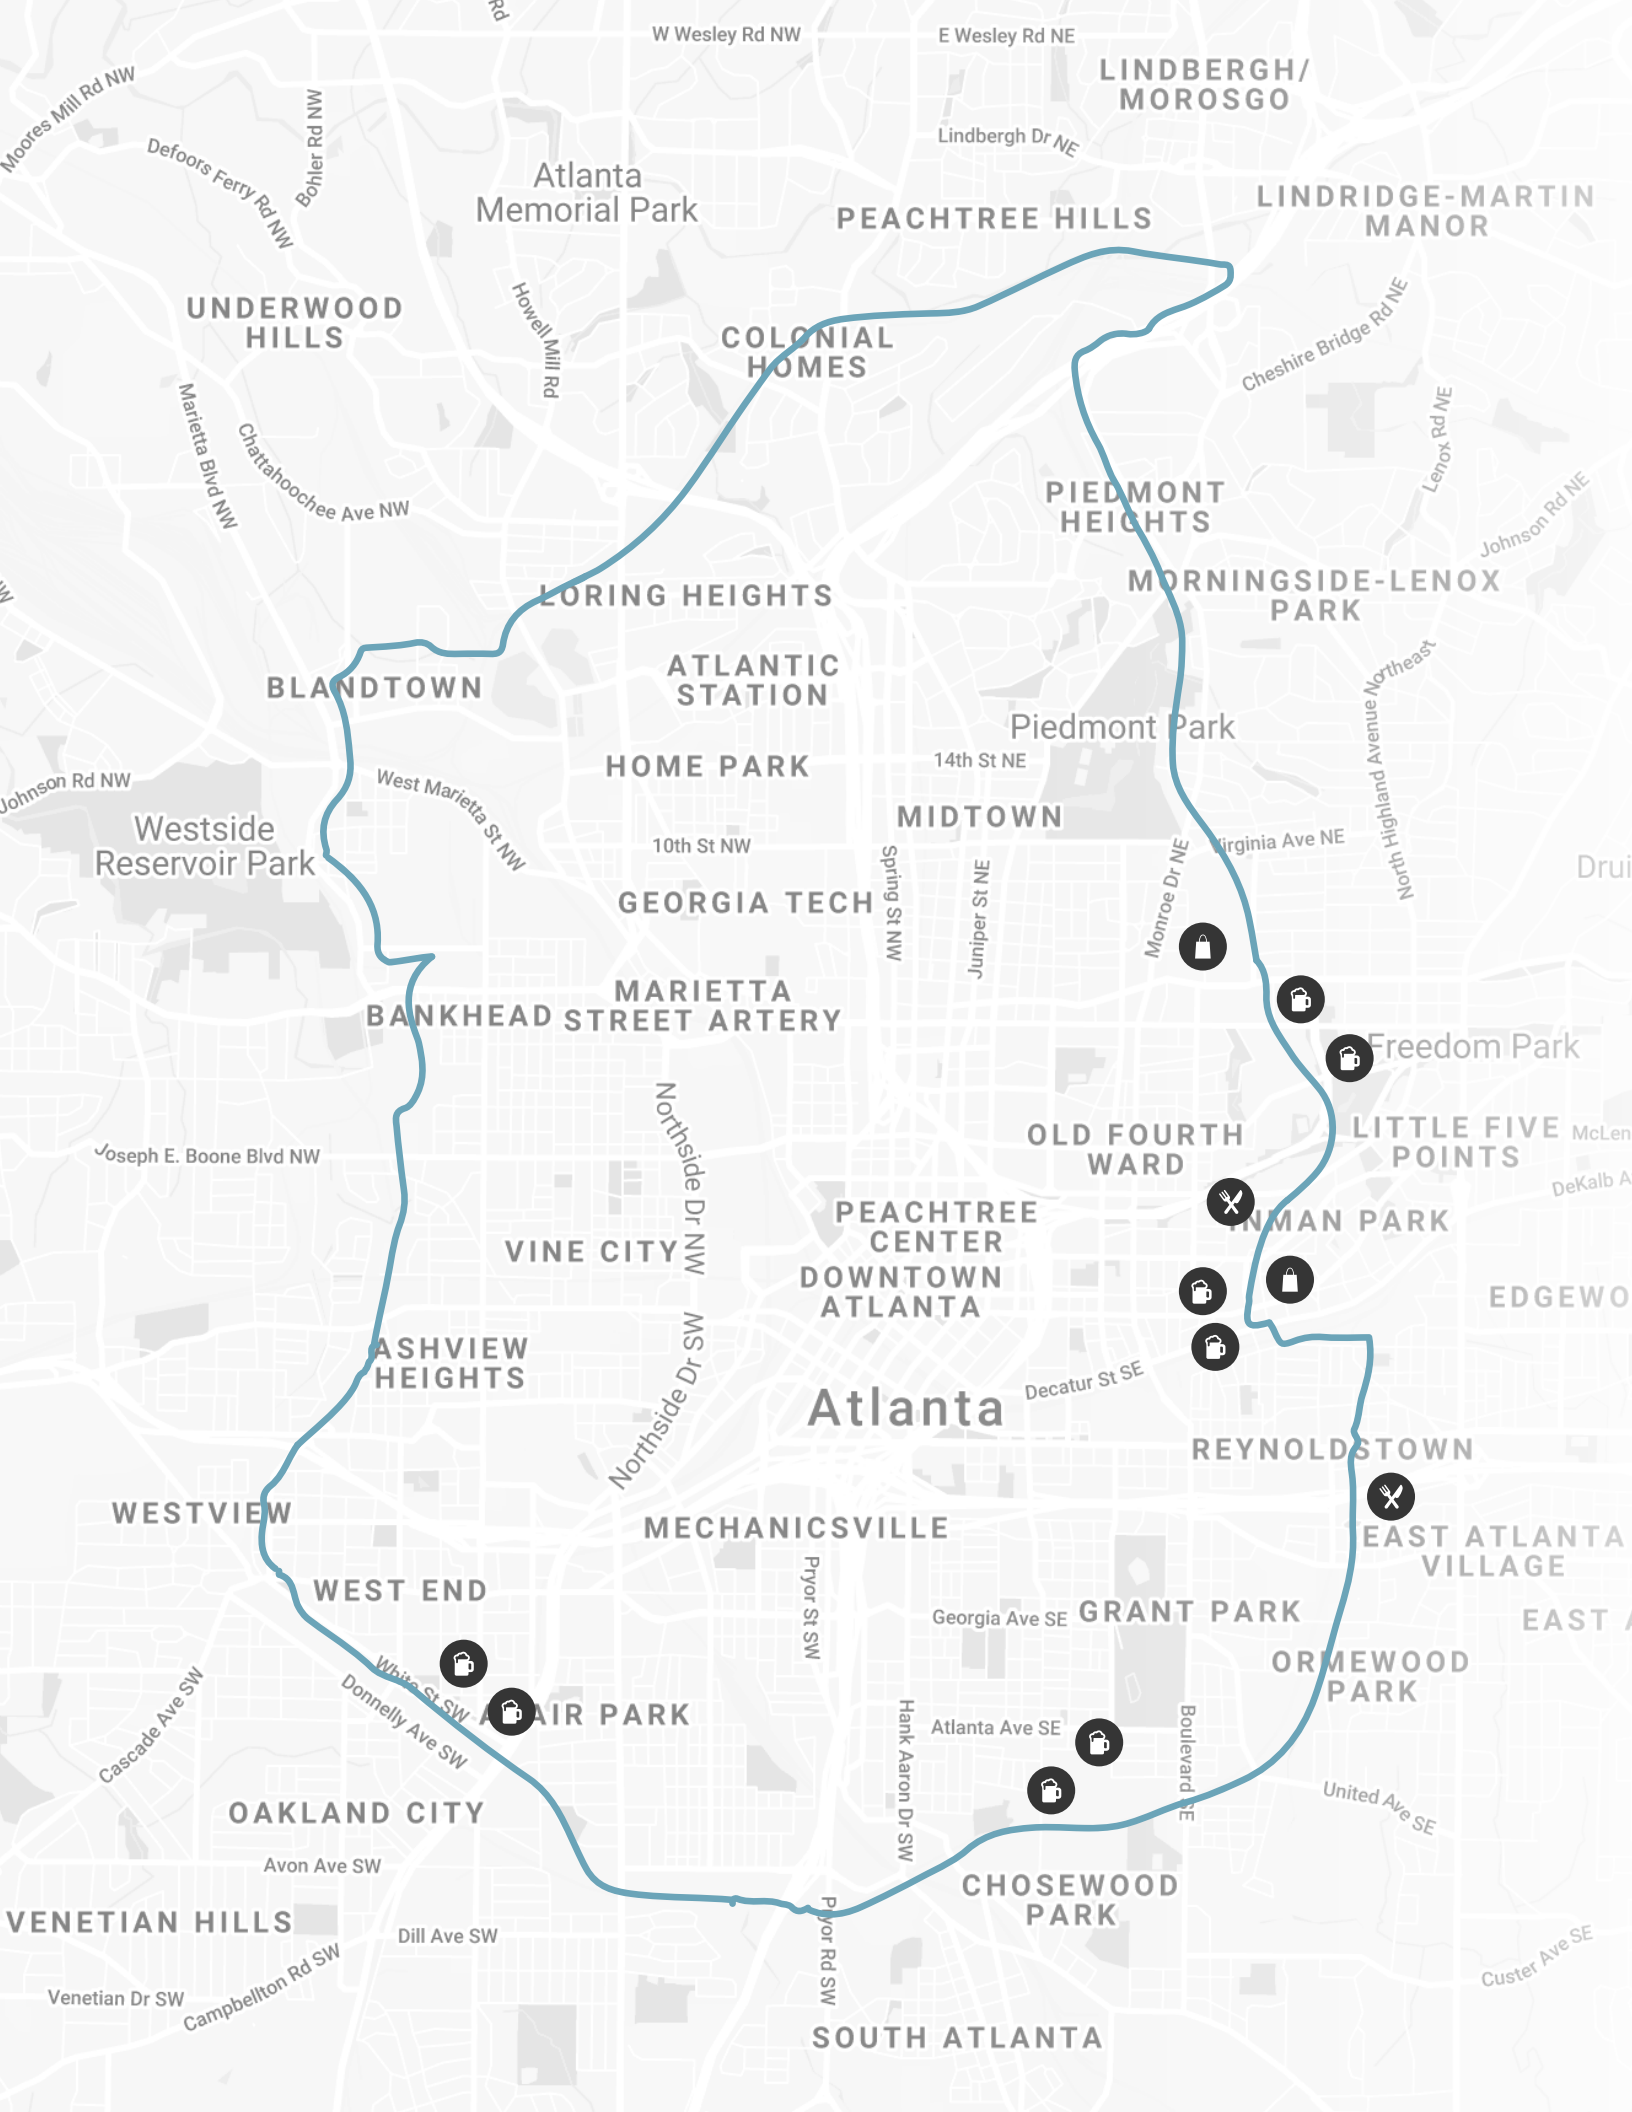 Rd
W Wesley Rd NW
E Wesley Rd NE
LINDBERGH/
MOROSGO
Moores Mill Rd NW
Bohler Rd NW
Defoors Ferry Rd NW
Lindbergh Dr NE
Atlanta
Memorial Park
PEACHTREE HILLS
LINDRIDGE-MARTIN
MANOR
UNDERWOOD
HILLS
Howell Mill Rd
COLONIAL
HOMES
Cheshire Bridge Rd NE
Marietta Blvd NW
Chattahoochee Ave NW
Lenox Rd NE
PIEDMONT
HEIGHTS
Johnson Rd NE
LORING HEIGHTS
MORNINGSIDE-LENOX
PARK
ATLANTIC
STATION
BLANDTOWN
North Highland Avenue Northeast
Piedmont Park
HOME PARK
14th St NE
Johnson Rd NW
West Marietta St NW
MIDTOWN
Westside
Reservoir Park
10th St NW
Virginia Ave NE
Drui
Spring St NW
Juniper St NE
Monroe Dr NE
GEORGIA TECH
MARIETTA
STREET ARTERY
BANKHEAD
Freedom Park
Northside Dr NW
OLD FOURTH
WARD
LITTLE FIVE
POINTS
McLen
Joseph E. Boone Blvd NW
DeKalb A
PEACHTREE
CENTER
INMAN PARK
VINE CITY
DOWNTOWN
ATLANTA
EDGEWO
ASHVIEW
HEIGHTS
Northside Dr SW
Decatur St SE
Atlanta
REYNOLDSTOWN
WESTVIEW
MECHANICSVILLE
EAST ATLANTA
VILLAGE
WEST END
Pryor St SW
Georgia Ave SE
GRANT PARK
EAST A
ORMEWOOD
PARK
White St SW
Donnelly Ave SW
ADAIR PARK
Cascade Ave SW
Hank Aaron Dr SW
Atlanta Ave SE
Boulevard SE
United Ave SE
OAKLAND CITY
Avon Ave SW
CHOSEWOOD
PARK
VENETIAN HILLS
Dill Ave SW
Pryor Rd SW
Campbellton Rd SW
Custer Ave SE
Venetian Dr SW
SOUTH ATLANTA